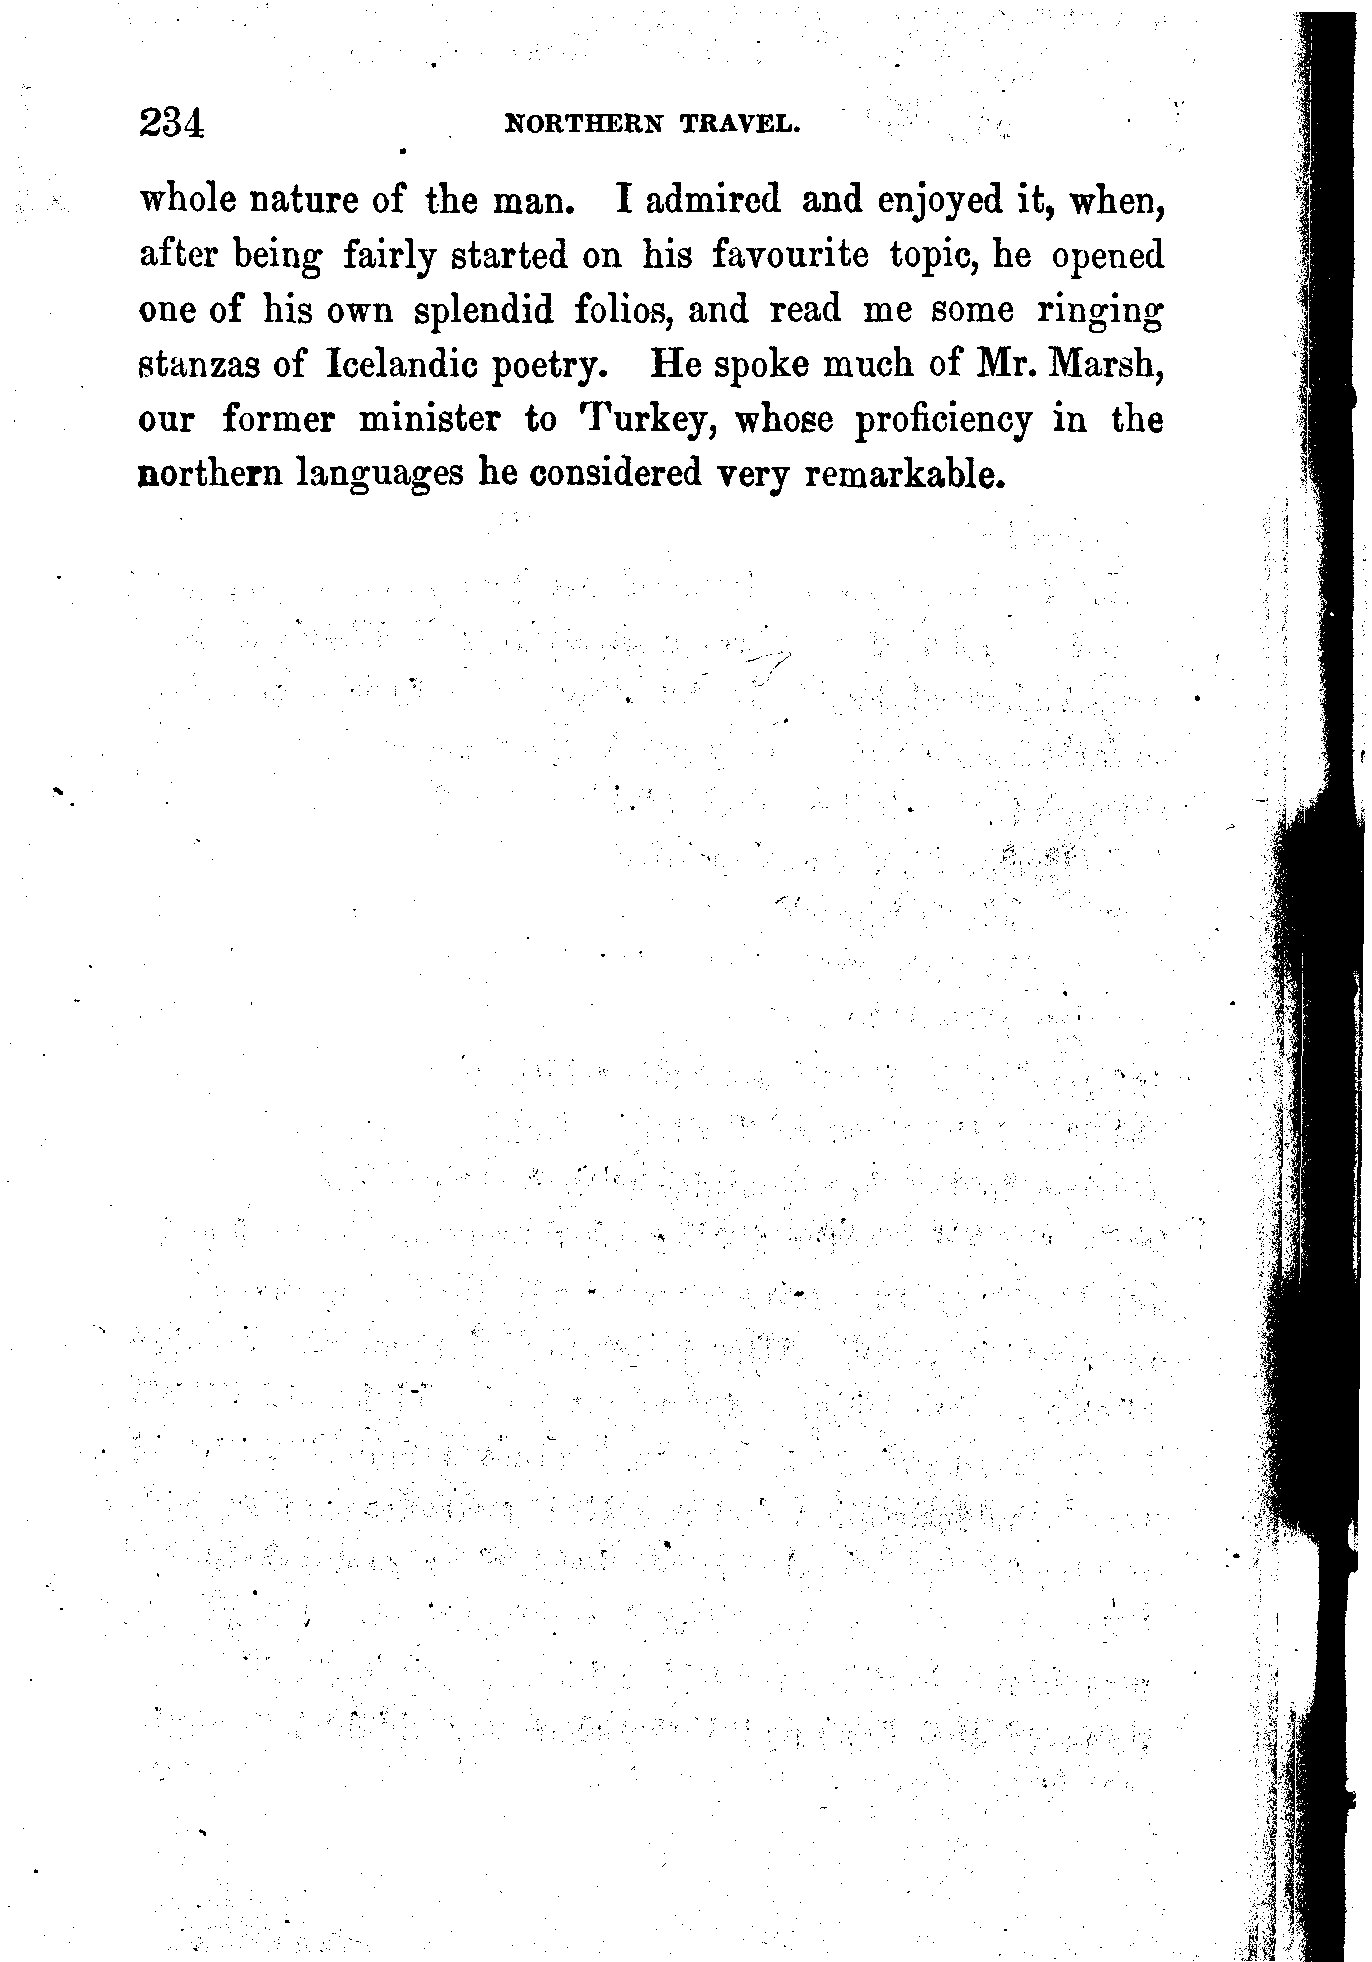 234 NORTHERN TRAVEL.
whole nature of the man. I admired and enjoyed it, when,
after being fairly started on his favourite topic, he opened
one of his own splendid folios, and read me some ringing
stanzas of Icelandic poetry. He spoke much of Mr. Marsh,
our former minister to Turkey, whose proficiency in the
northern languages he considered very remarkable.